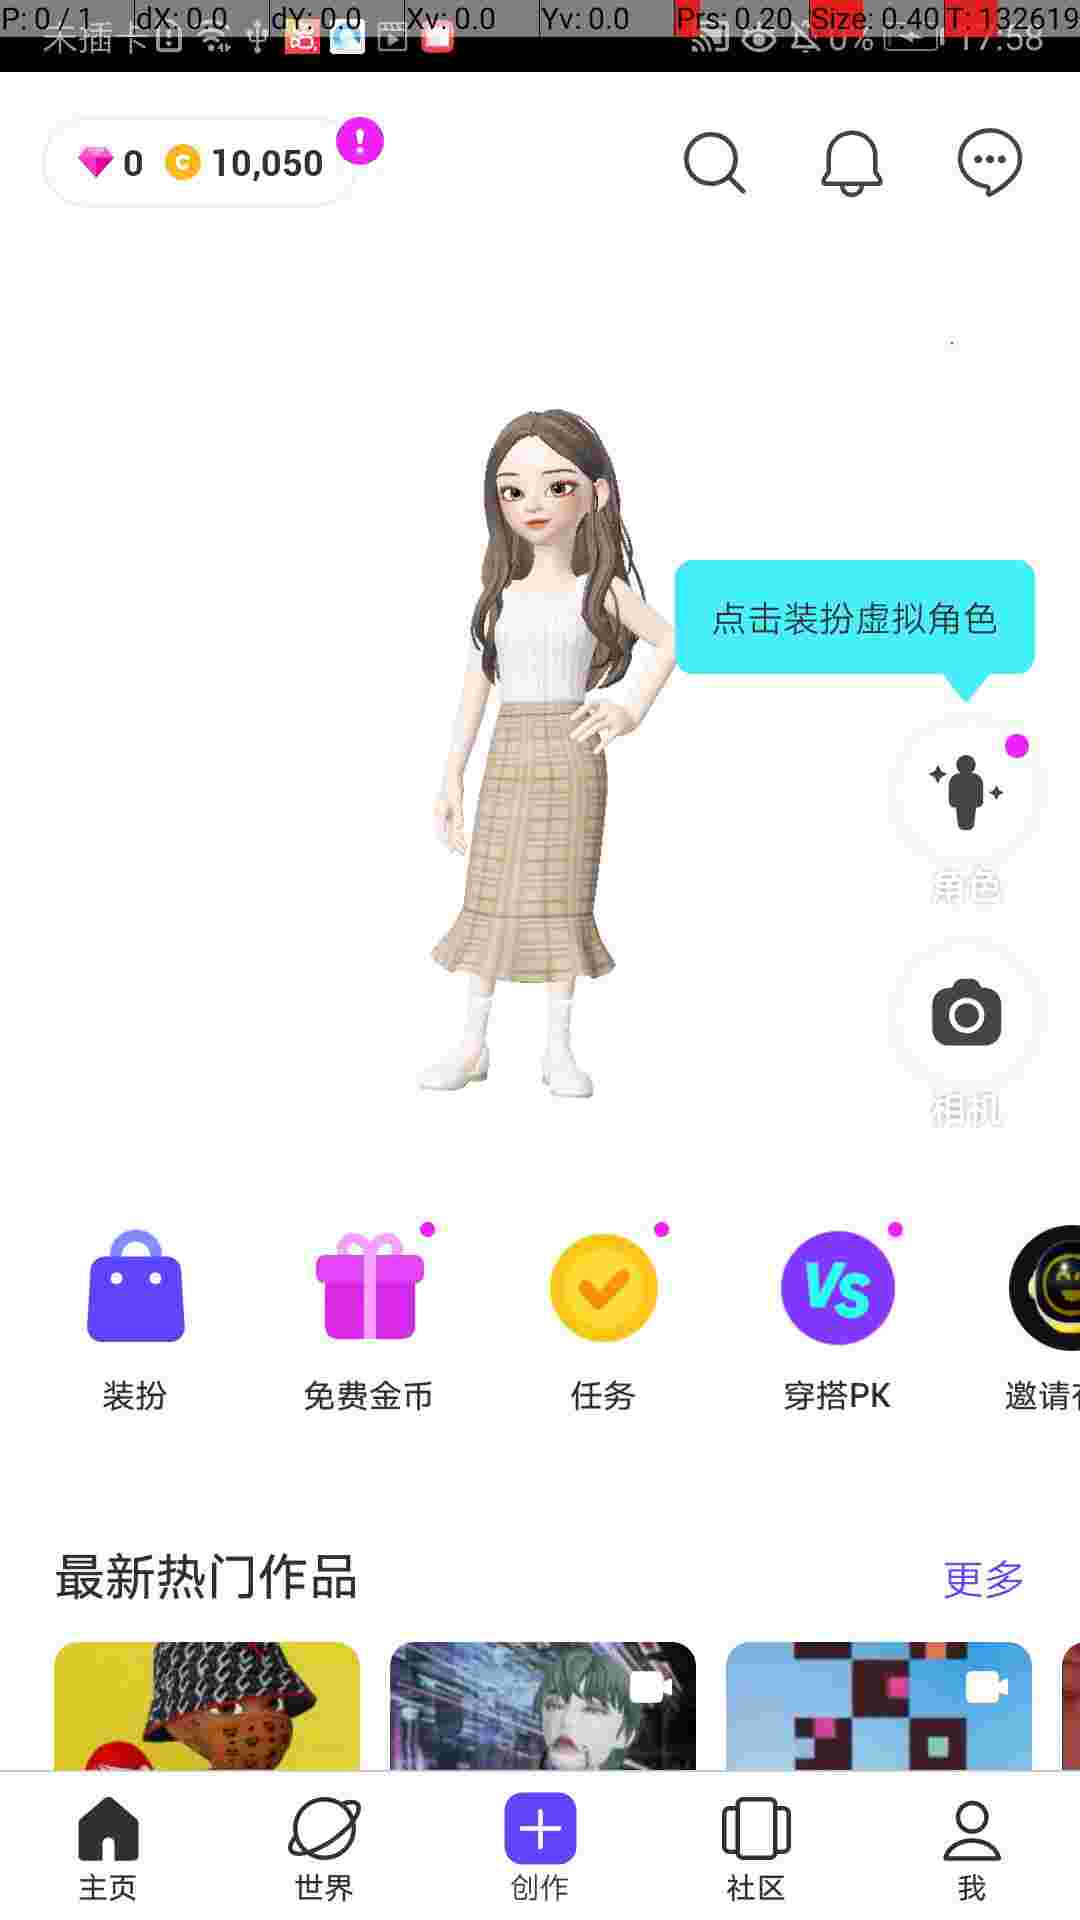 P: 0 / 1 dX: 0.0 dY: 0.0 Xv: 0.0 Yv: 0.0 Prs: 0.20 Size: 0.40 T: 132619
未插卡 0% 17:58
0 C 10,050 !
点击装扮虚拟角色
角色
相机
VS
装扮 免费金币 任务 穿搭PK 邀请
最新热门作品 更多
主页 世界 创作 社区 我